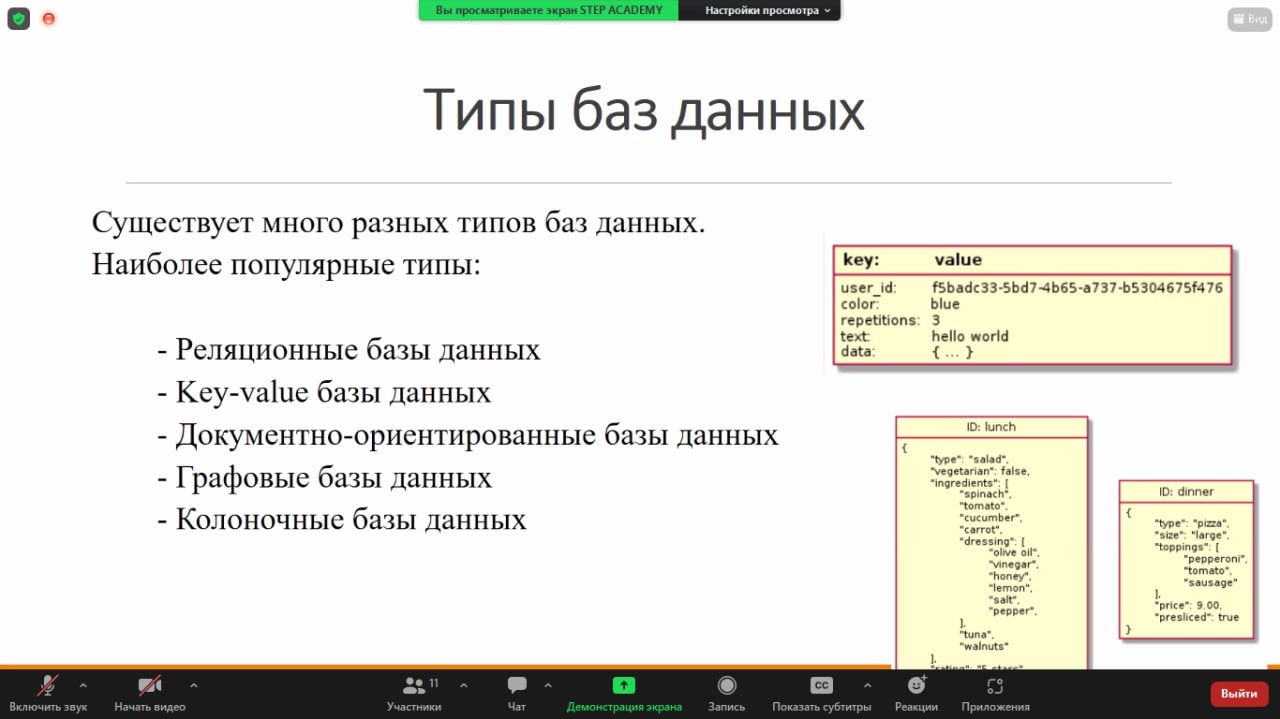 Вы просматриваете экран STEP ACADEMY
Настройки просмотра
Вид
Типы баз данных
Существует много разных типов баз данных.
Наиболее популярные типы:
- Реляционные базы данных
- Key-value базы данных
- Документно-ориентированные базы данных
- Графовые базы данных
- Колоночные базы данных
key: value
user_id: f5badc33-5bd7-4b65-a737-b5304675f476
color: blue
repetitions: 3
text: hello world
data: { ... }
ID: lunch
{
"type": "salad",
"vegetarian": false,
"ingredients": [
"spinach",
"tomato",
"cucumber",
"carrot",
"dressing": [
"olive oil",
"vinegar",
"honey",
"lemon",
"salt",
"pepper",
],
"tuna",
"walnuts"
],
"rating": "5 stars"
ID: dinner
{
"type": "pizza",
"size": "large",
"toppings": [
"pepperoni",
"tomato",
"sausage"
],
"price": 9.00,
"presliced": true
}
Включить звук
Начать видео
11
Участники
Чат
Демонстрация экрана
Запись
CC
Показать субтитры
Реакции
Приложения
Выйти